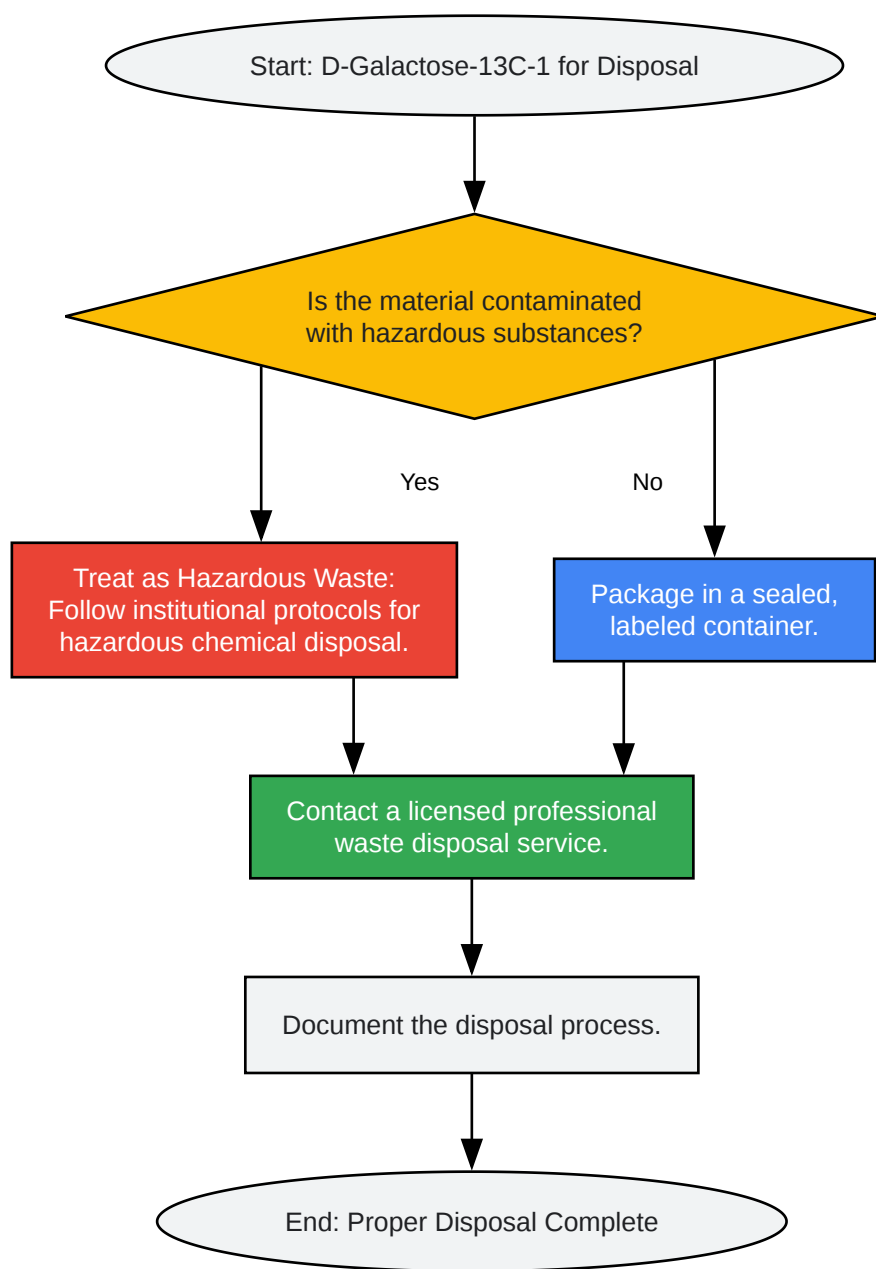 Start: D-Galactose-13C-1 for Disposal
Is the material contaminated
with hazardous substances?
Yes
No
Treat as Hazardous Waste:
Follow institutional protocols for
hazardous chemical disposal.
Package in a sealed,
labeled container.
Contact a licensed professional
waste disposal service.
Document the disposal process.
End: Proper Disposal Complete